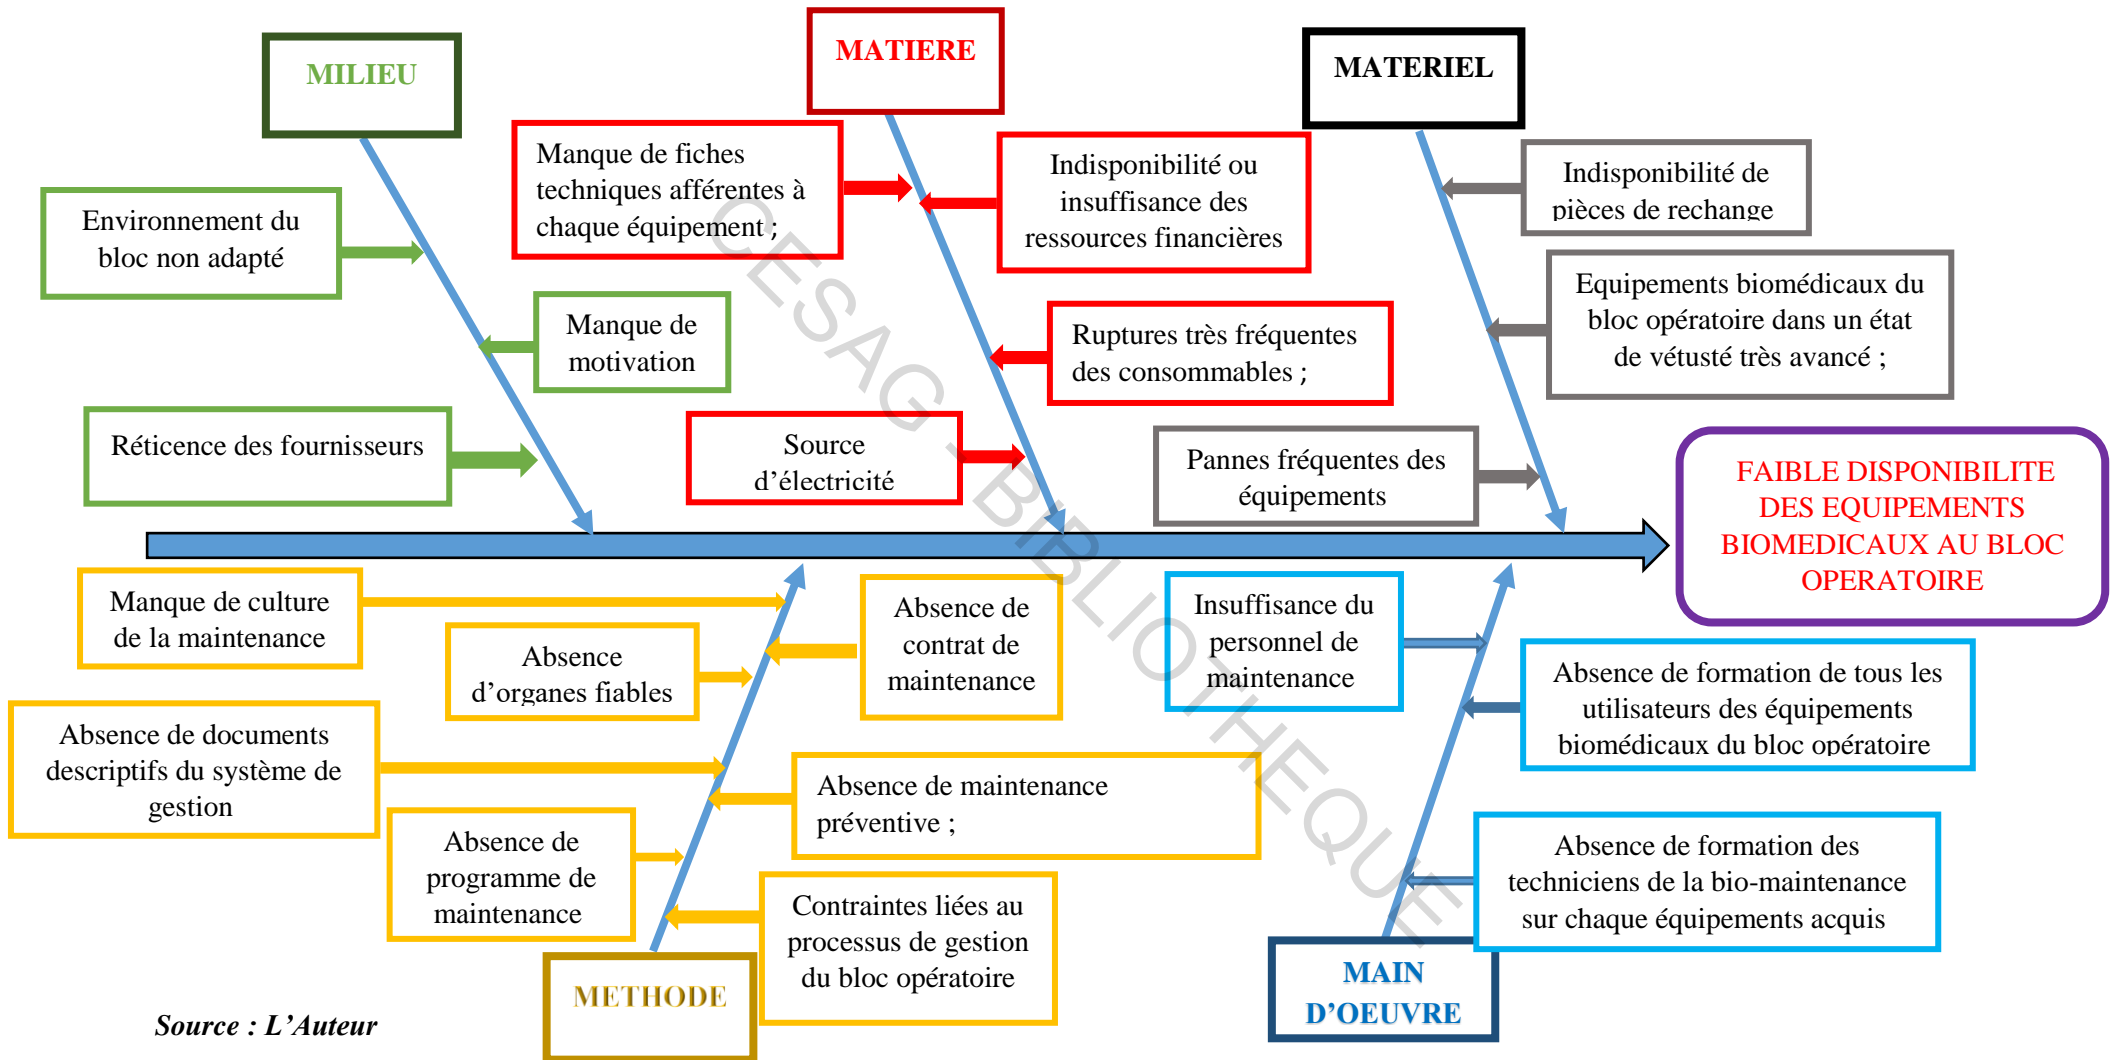 MILIEU
MATIERE
MATERIEL
Environnement du
bloc non adapté
Manque de
motivation
Réticence des fournisseurs
Manque de fiches
techniques afférentes à
chaque équipement ;
Indisponibilité ou
insuffisance des
ressources financières
Ruptures très fréquentes
des consommables ;
Source
d’électricité
Indisponibilité de
pièces de rechange
Equipements biomédicaux du
bloc opératoire dans un état
de vétusté très avancé ;
Pannes fréquentes des
équipements
FAIBLE DISPONIBILITE
DES EQUIPEMENTS
BIOMEDICAUX AU BLOC
OPERATOIRE
Manque de culture
de la maintenance
Absence
d’organes fiables
Absence de
contrat de
maintenance
Absence de documents
descriptifs du système de
gestion
Absence de maintenance
préventive ;
Absence de
programme de
maintenance
Contraintes liées au
processus de gestion
du bloc opératoire
METHODE
Insuffisance du
personnel de
maintenance
Absence de formation de tous les
utilisateurs des équipements
biomédicaux du bloc opératoire
Absence de formation des
techniciens de la bio-maintenance
sur chaque équipements acquis
MAIN
D’OEUVRE
Source : L’Auteur
CESAG - BIBLIOTHEQUE